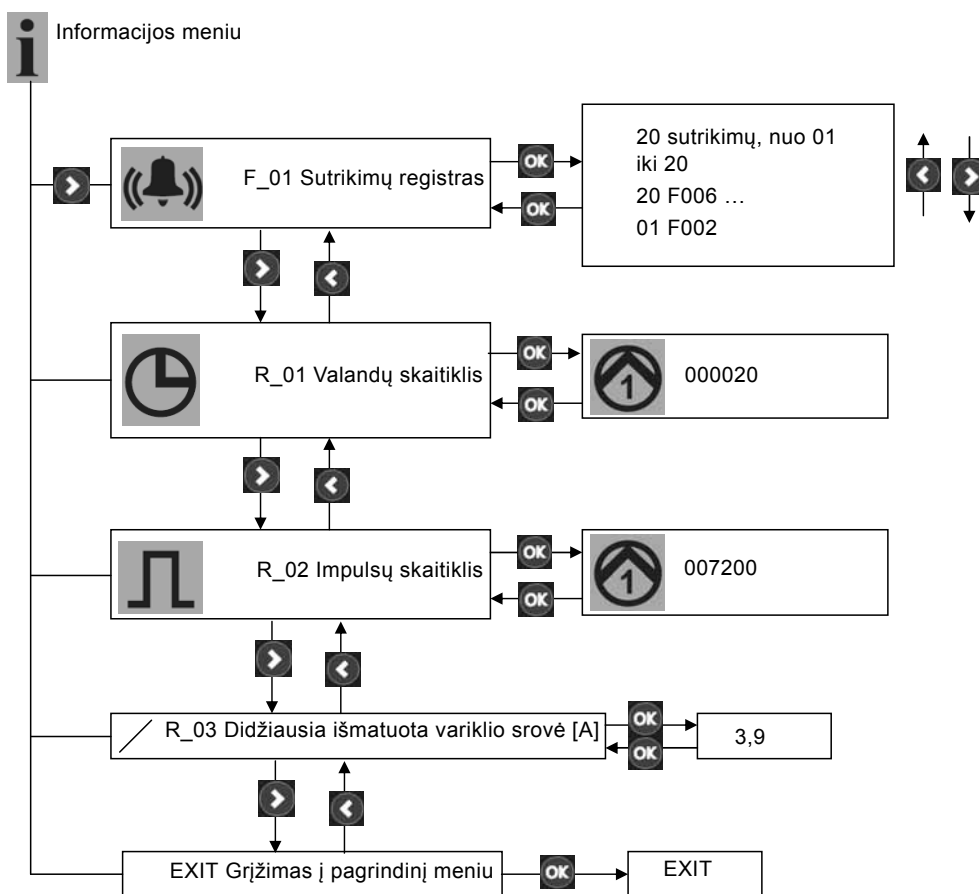 Informacijos meniu
F_01 Sutrikimų registras
OK
OK
20 sutrikimų, nuo 01
iki 20
20 F006 …
01 F002
R_01 Valandų skaitiklis
OK
OK
1
000020
R_02 Impulsų skaitiklis
OK
OK
1
007200
R_03 Didžiausia išmatuota variklio srovė [A]
OK
OK
3,9
EXIT Grįžimas į pagrindinį meniu
OK
EXIT